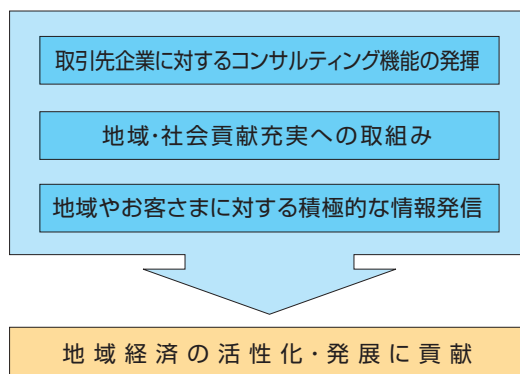 取引先企業に対するコンサルティング機能の発揮
地域・社会貢献充実への取組み
地域やお客さまに対する積極的な情報発信
地域経済の活性化・発展に貢献